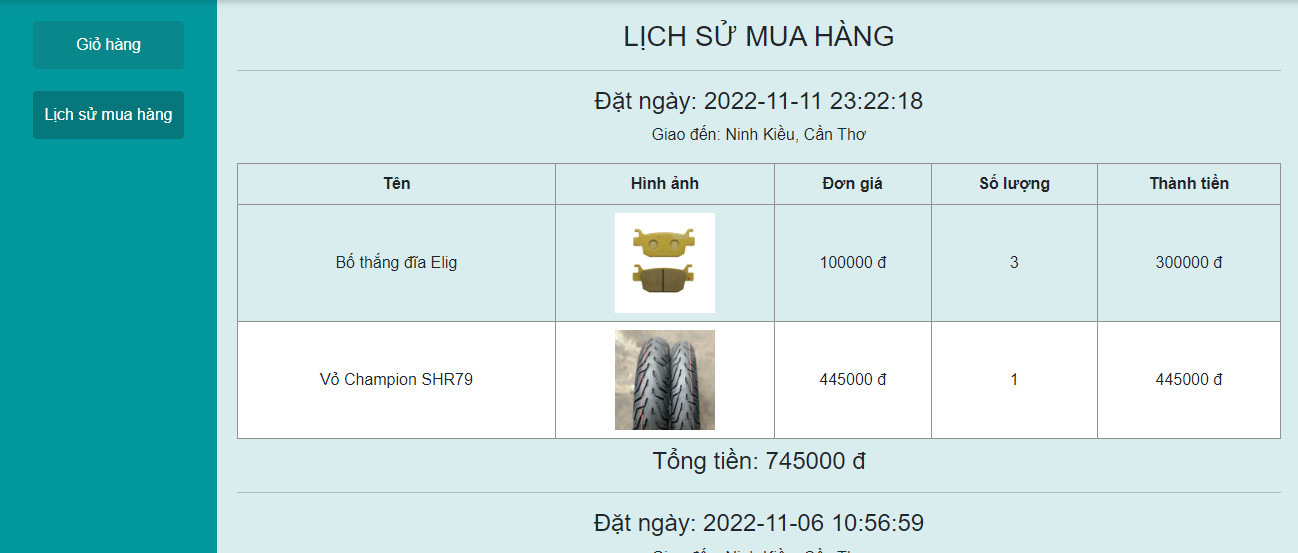 Giỏ hàng
Lịch sử mua hàng
LỊCH SỬ MUA HÀNG
Đặt ngày: 2022-11-11 23:22:18
Giao đến: Ninh Kiều, Cần Thơ
Tên Hình ảnh Đơn giá Số lượng Thành tiền
Bố thắng đĩa Elig 100000 đ 3 300000 đ
Vỏ Champion SHR79 445000 đ 1 445000 đ
Tổng tiền: 745000 đ
Đặt ngày: 2022-11-06 10:56:59